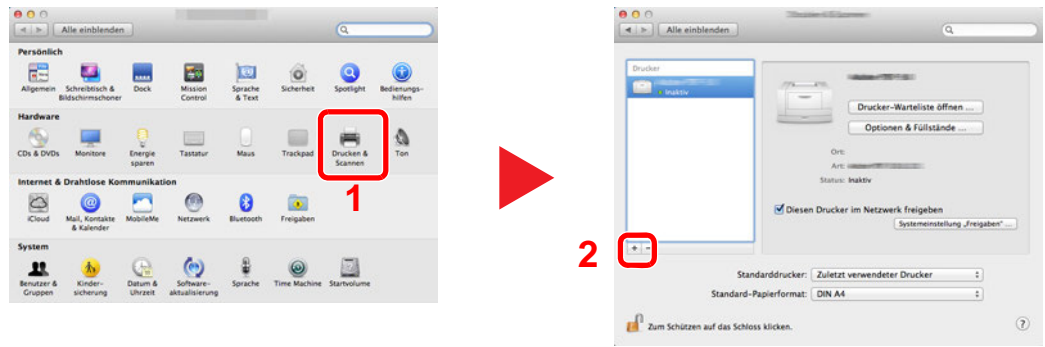 Alle einblenden
Persönlich
Allgemein
Schreibtisch &
Bildschirmschoner
Dock
Mission
Control
Sprache
& Text
Sicherheit
Spotlight
Bedienungs-
hilfen
Hardware
CDs & DVDs
Monitore
Energie
sparen
Tastatur
Maus
Trackpad
Drucken &
Scannen
Ton
1
Internet & Drahtlose Kommunikation
iCloud
Mail, Kontakte
& Kalender
MobileMe
Netzwerk
Bluetooth
Freigaben
System
Benutzer &
Gruppen
Kinder-
sicherung
Datum &
Uhrzeit
Software-
aktualisierung
Sprache
Time Machine
Startvolume
Alle einblenden
Drucker
Inaktiv
Drucker-Warteliste öffnen ...
Optionen & Füllstände ...
Ort:
Art:
Status: Inaktiv
Diesen Drucker im Netzwerk freigeben
Systemeinstellung „Freigaben“ ...
2
+ −
Standarddrucker: Zuletzt verwendeter Drucker
Standard-Papierformat: DIN A4
Zum Schützen auf das Schloss klicken.
?